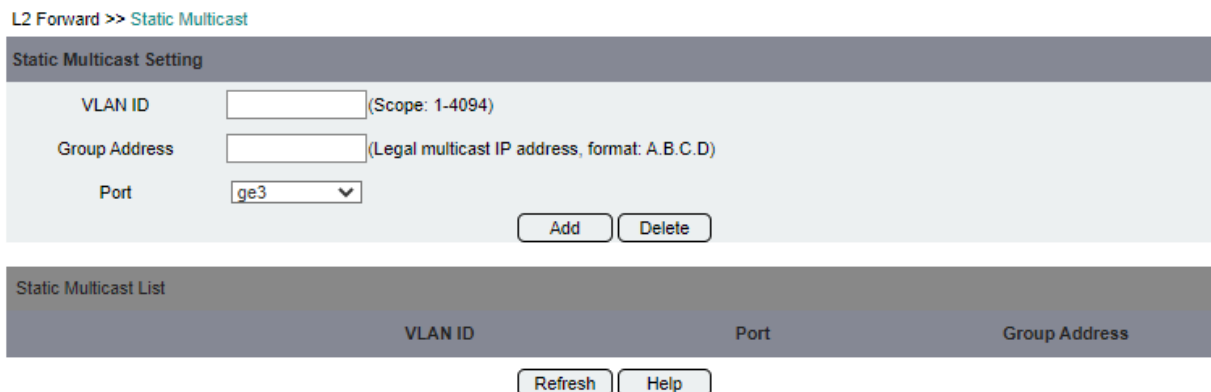 L2 Forward >> Static Multicast
Static Multicast Setting
VLAN ID (Scope: 1-4094)
Group Address (Legal multicast IP address, format: A.B.C.D)
Port ge3
Add Delete
Static Multicast List
VLAN ID Port Group Address
Refresh Help